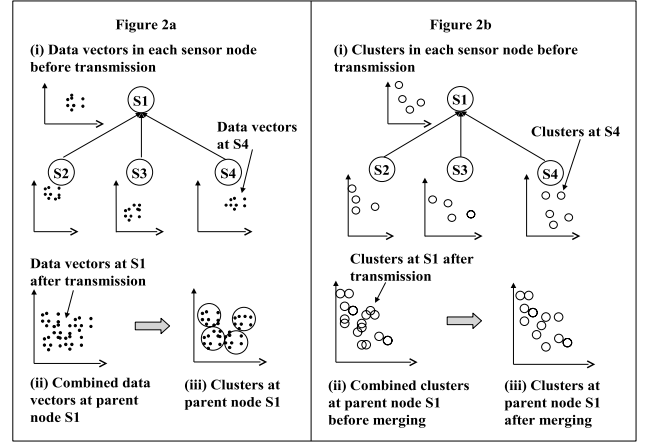 Figure 2a
(i) Data vectors in each sensor node
before transmission
S1
Data vectors
at S4
S2
S3
S4
Data vectors at S1
after transmission
(ii) Combined data
vectors at parent
node S1
(iii) Clusters at
parent node S1
Figure 2b
(i) Clusters in each sensor node before
transmission
S1
Clusters at S4
S2
S3
S4
Clusters at S1 after
transmission
(ii) Combined clusters
at parent node S1
before merging
(iii) Clusters at
parent node S1
after merging